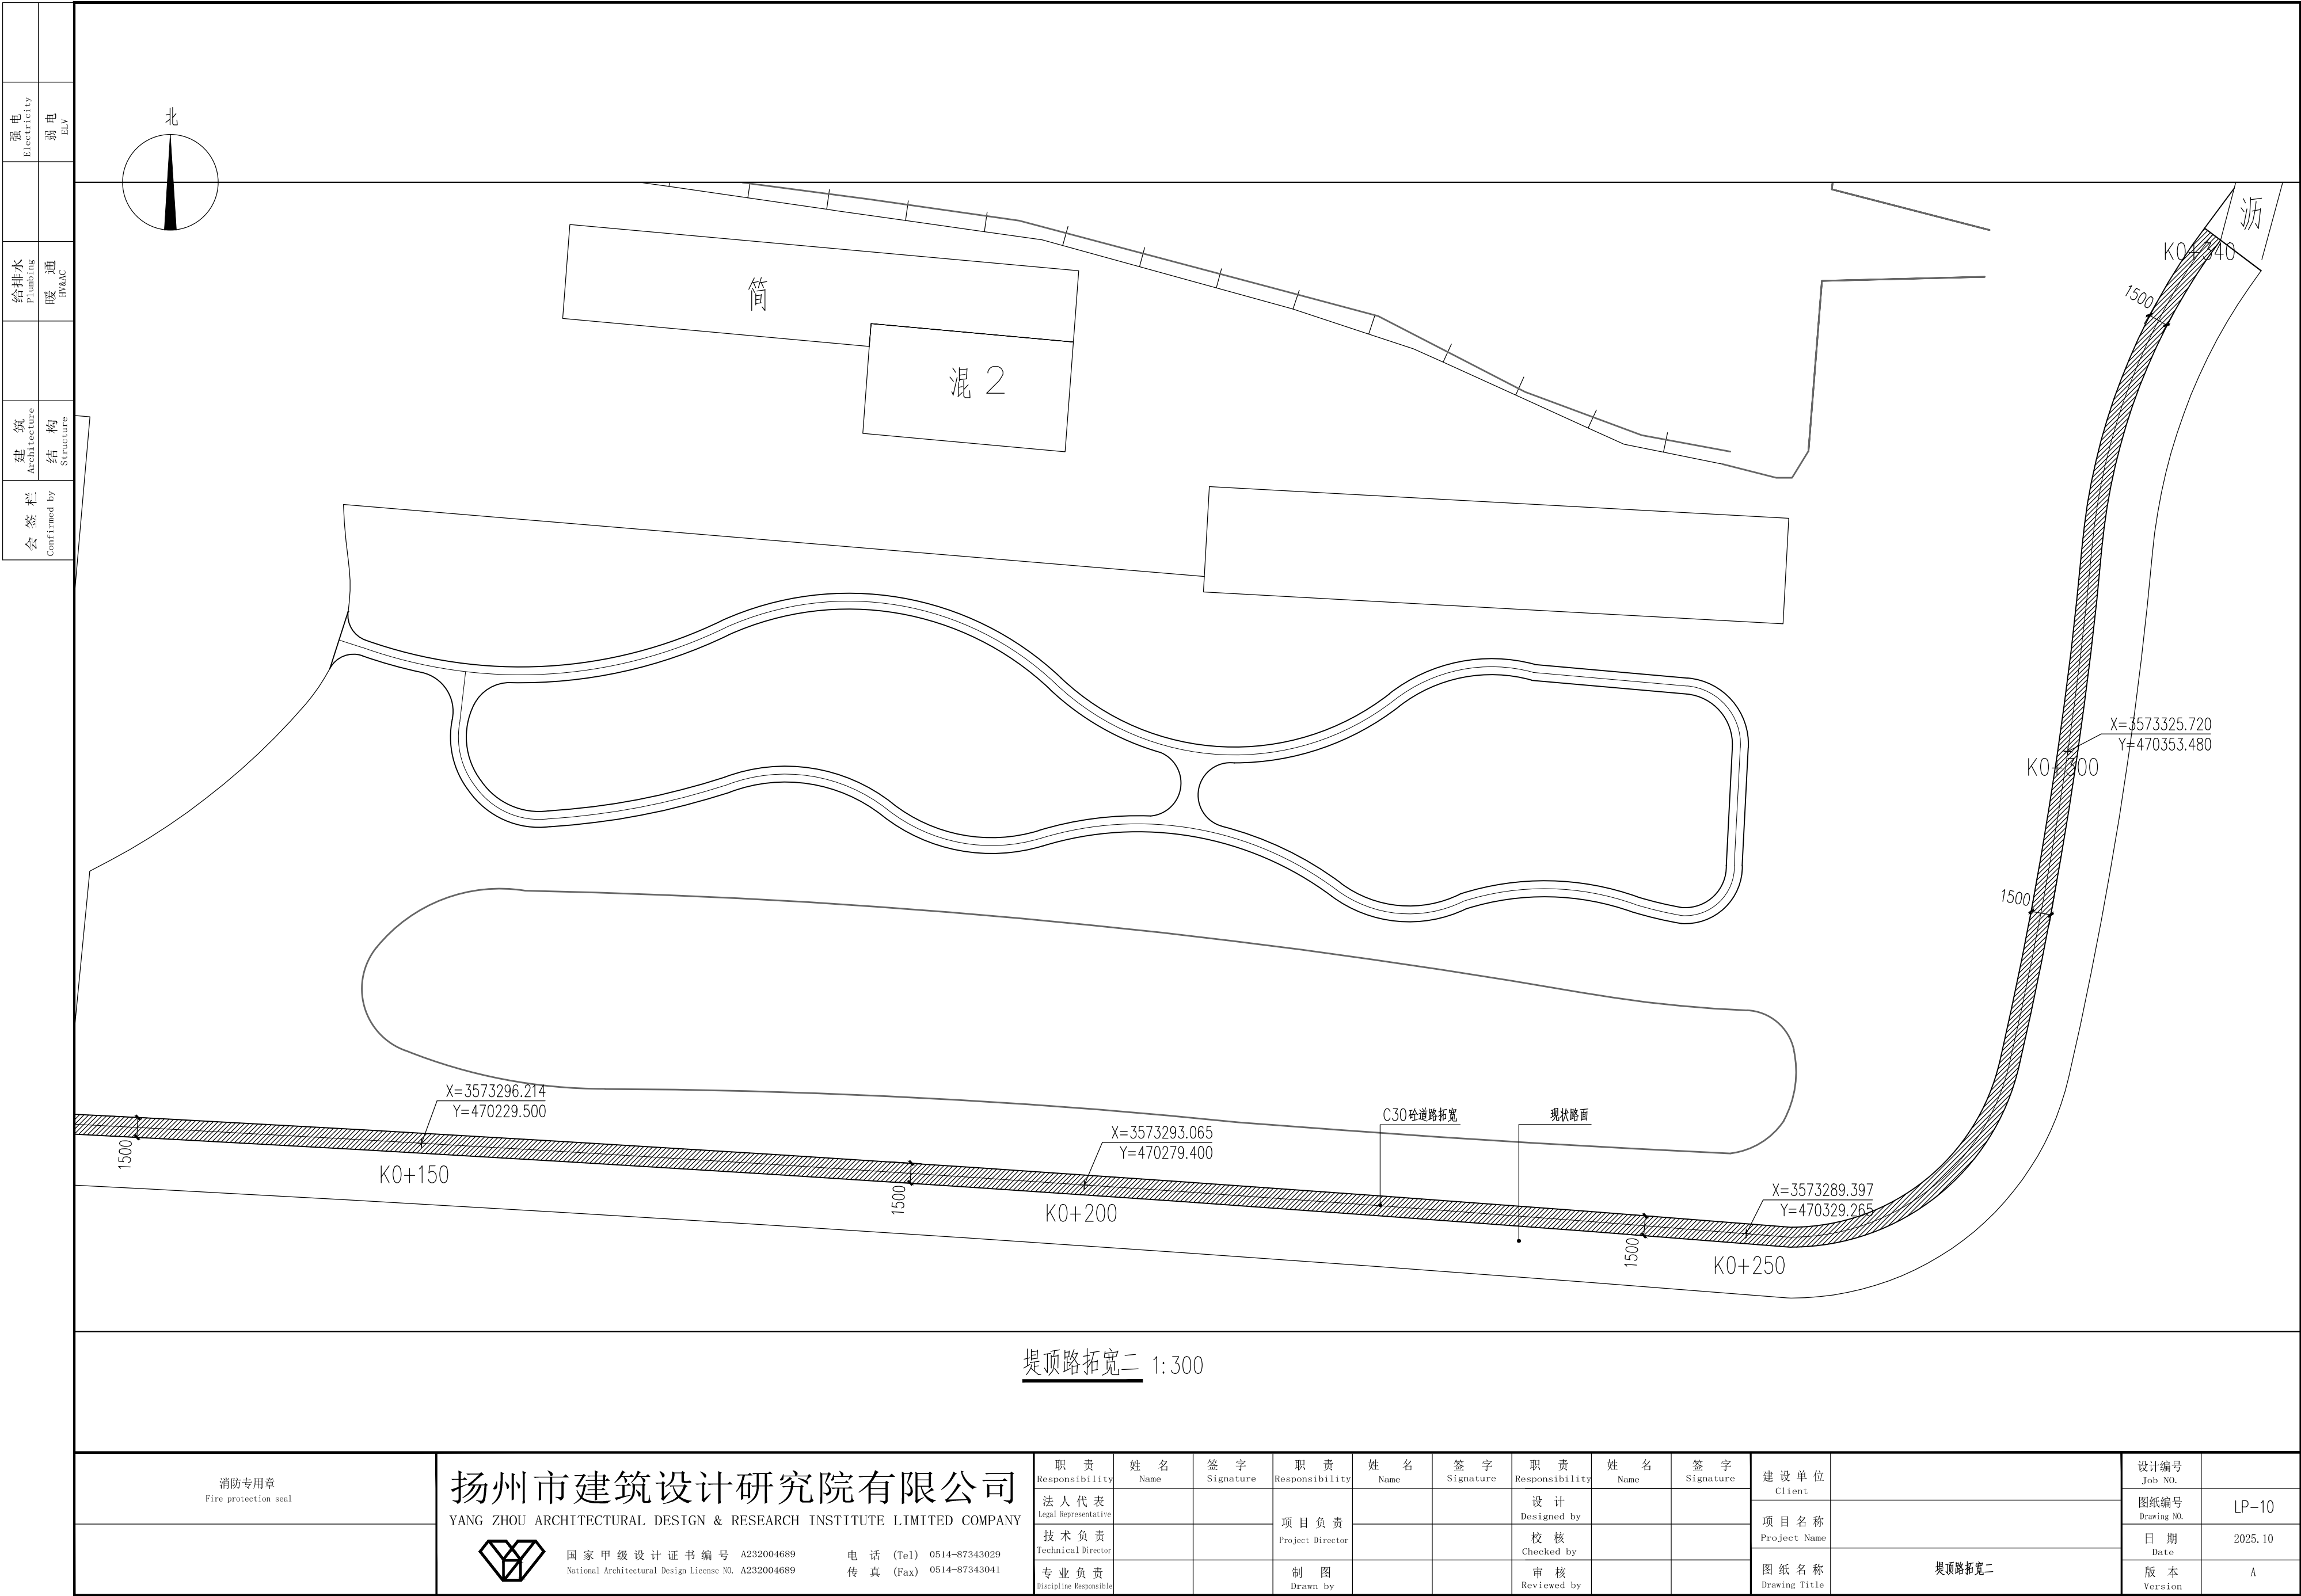 强 电
Electricity
弱 电
ELV
给排水
Plumbing
暖 通
HV&AC
建 筑
Architecture
结 构
Structure
会 签 栏
Confirmed by
北
沥
K0+340
1500
简
混 2
X=3573325.720
Y=470353.480
K0+300
1500
X=3573296.214
Y=470229.500
1500
K0+150
X=3573293.065
Y=470279.400
1500
K0+200
C30砼道路拓宽
现状路面
X=3573289.397
Y=470329.265
1500
K0+250
堤顶路拓宽二 1:300
消防专用章
Fire protection seal
扬州市建筑设计研究院有限公司
YANG ZHOU ARCHITECTURAL DESIGN & RESEARCH INSTITUTE LIMITED COMPANY
国 家 甲 级 设 计 证 书 编 号 A232004689
National Architectural Design License NO. A232004689
电 话 (Tel) 0514-87343029
传 真 (Fax) 0514-87343041
职 责 姓 名 签 字 职 责 姓 名 签 字 职 责 姓 名 签 字
Responsibility Name Signature Responsibility Name Signature Responsibility Name Signature
法 人 代 表
Legal Representative
技 术 负 责
Technical Director
专 业 负 责
Discipline Responsible
项 目 负 责
Project Director
制 图
Drawn by
设 计
Designed by
校 核
Checked by
审 核
Reviewed by
建 设 单 位
Client
项 目 名 称
Project Name
图 纸 名 称
Drawing Title
堤顶路拓宽二
设计编号
Job NO.
图纸编号
Drawing NO.
LP-10
日 期
Date
2025.10
版 本
Version
A